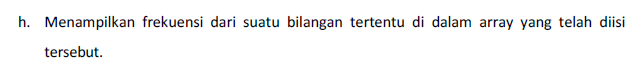 h. Menampilkan frekuensi dari suatu bilangan tertentu di dalam array yang telah diisi
tersebut.